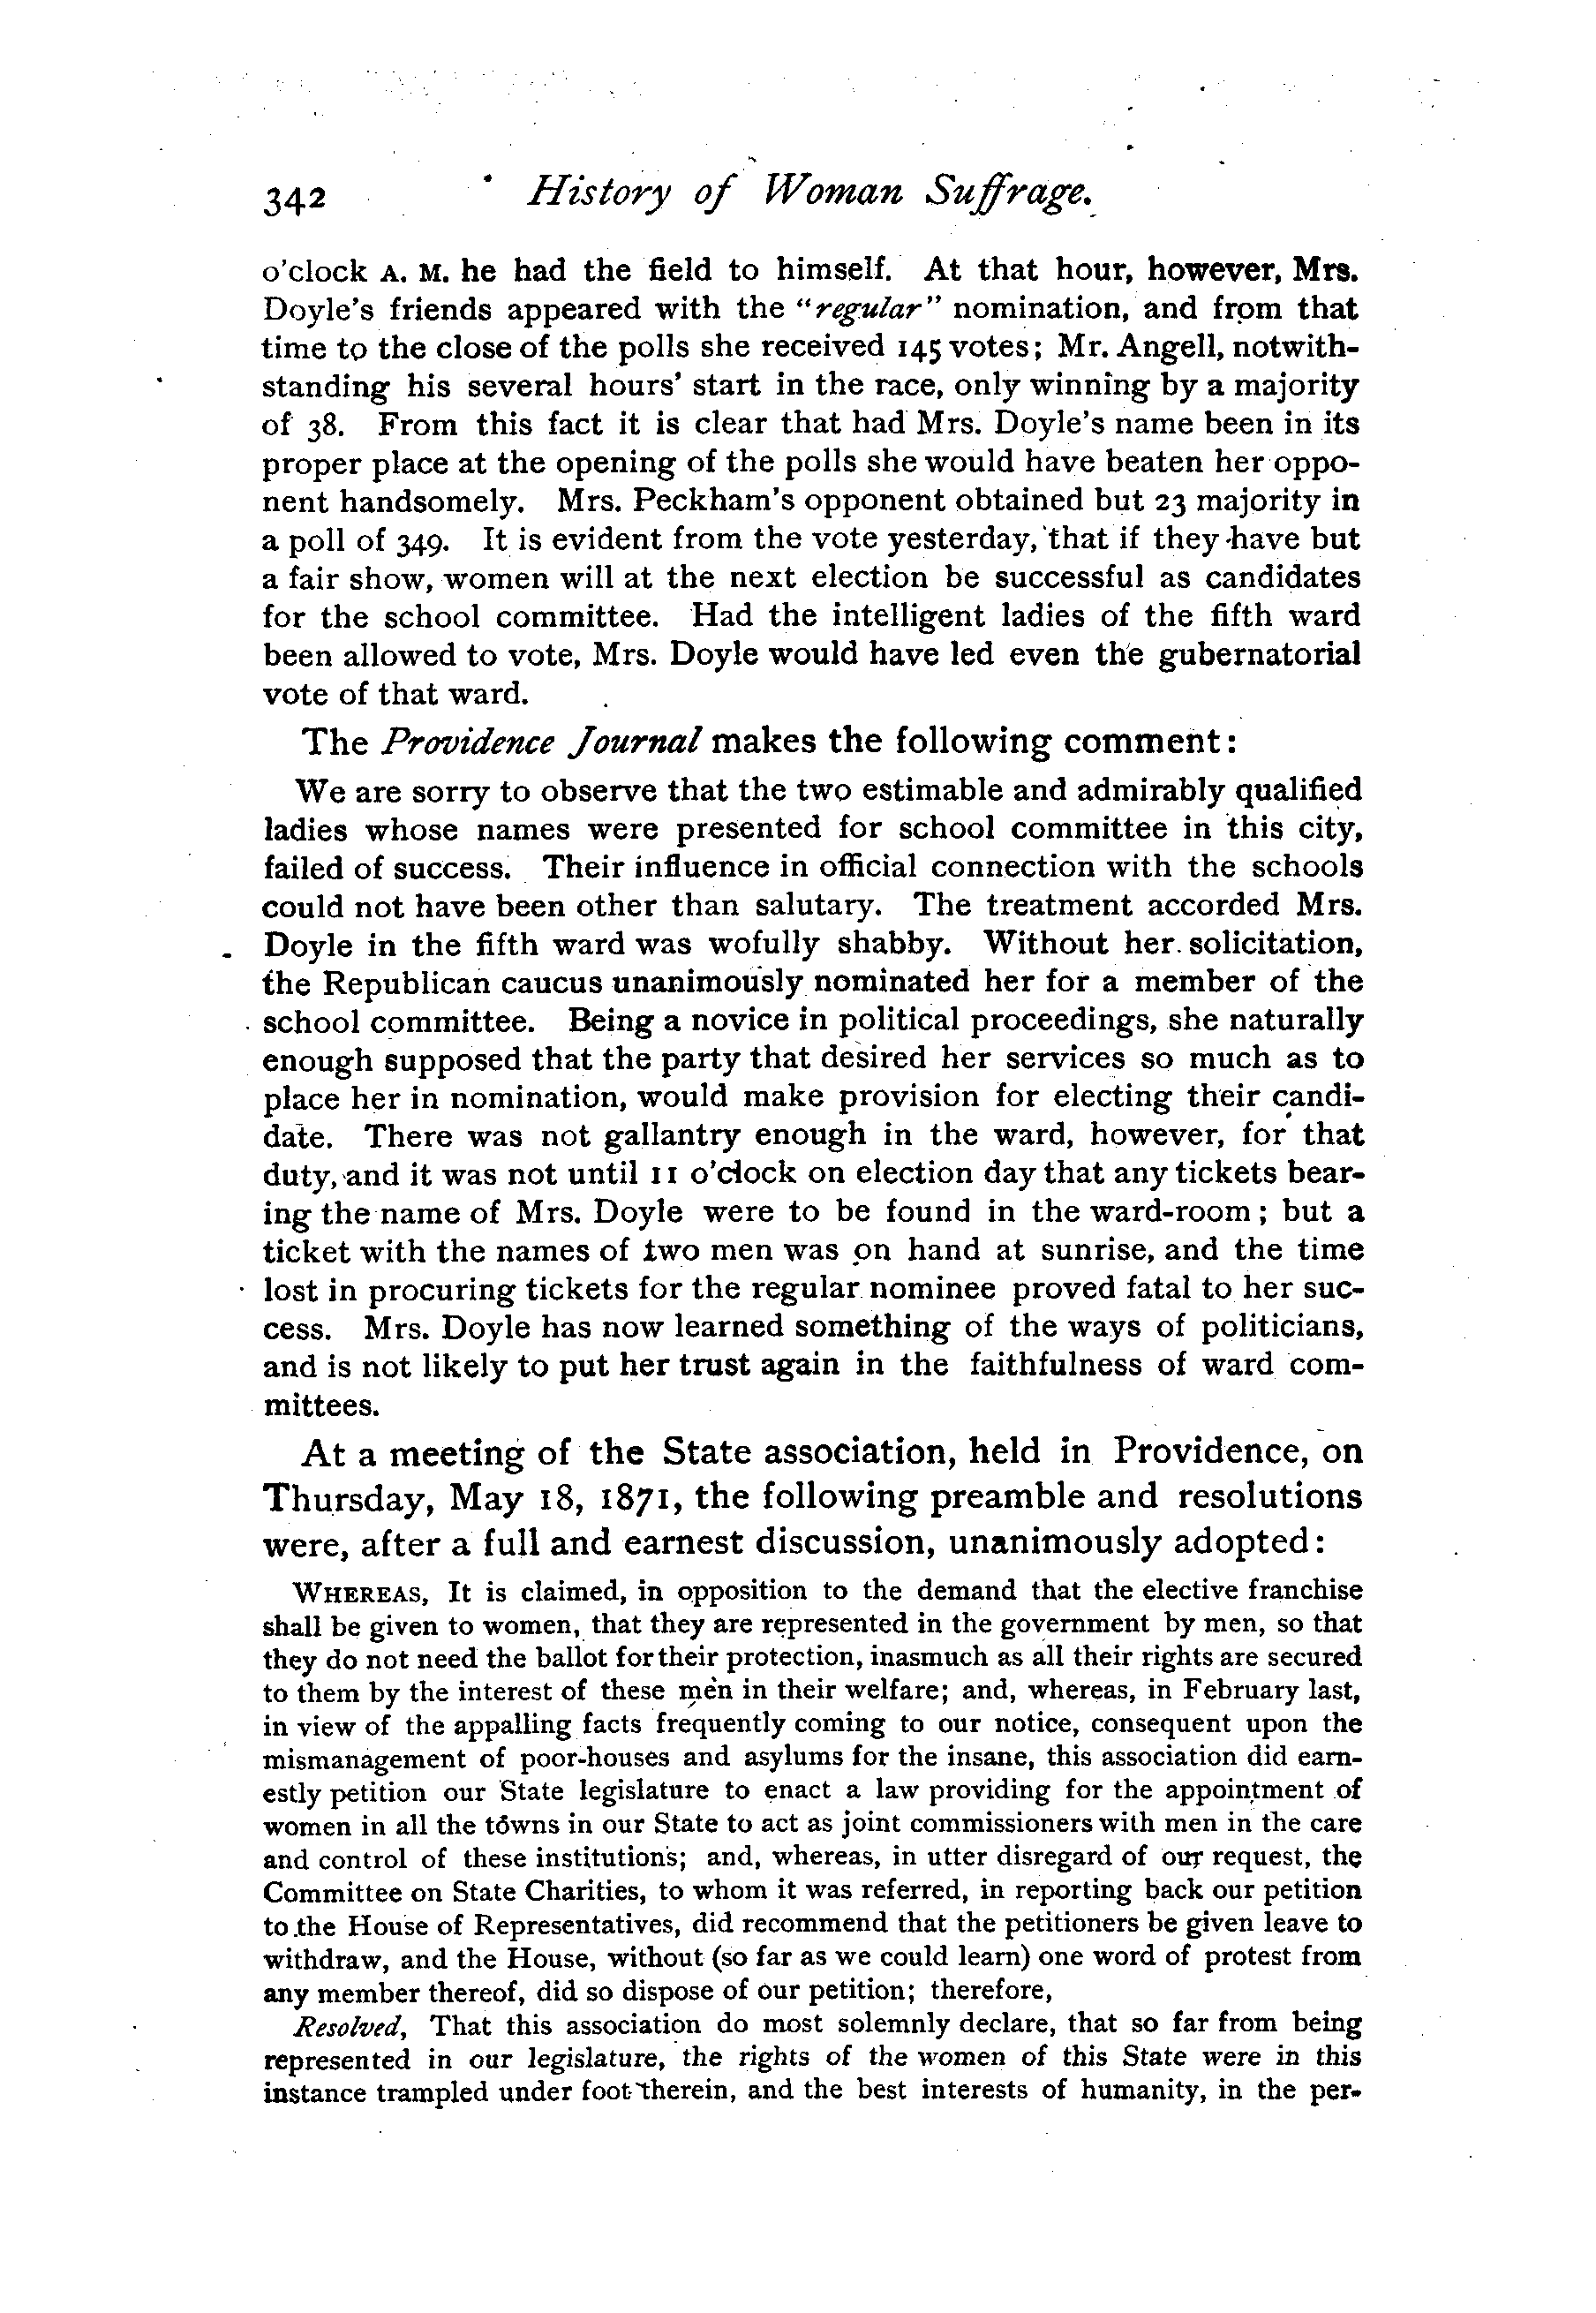 342 History of Woman Suffrage.
o'clock A. M. he had the field to himself. At that hour, however, Mrs.
Doyle's friends appeared with the "regular" nomination, and from that
time to the close of the polls she received 145 votes; Mr. Angell, notwith-
standing his several hours' start in the race, only winning by a majority
of 38. From this fact it is clear that had Mrs. Doyle's name been in its
proper place at the opening of the polls she would have beaten her oppo-
nent handsomely. Mrs. Peckham's opponent obtained but 23 majority in
a poll of 349. It is evident from the vote yesterday, that if they have but
a fair show, women will at the next election be successful as candidates
for the school committee. Had the intelligent ladies of the fifth ward
been allowed to vote, Mrs. Doyle would have led even the gubernatorial
vote of that ward.
The Providence Journal makes the following comment:
We are sorry to observe that the two estimable and admirably qualified
ladies whose names were presented for school committee in this city,
failed of success. Their influence in official connection with the schools
could not have been other than salutary. The treatment accorded Mrs.
Doyle in the fifth ward was wofully shabby. Without her solicitation,
the Republican caucus unanimously nominated her for a member of the
school committee. Being a novice in political proceedings, she naturally
enough supposed that the party that desired her services so much as to
place her in nomination, would make provision for electing their candi-
date. There was not gallantry enough in the ward, however, for that
duty, and it was not until 11 o'clock on election day that any tickets bear-
ing the name of Mrs. Doyle were to be found in the ward-room; but a
ticket with the names of two men was on hand at sunrise, and the time
lost in procuring tickets for the regular nominee proved fatal to her suc-
cess. Mrs. Doyle has now learned something of the ways of politicians,
and is not likely to put her trust again in the faithfulness of ward com-
mittees.
At a meeting of the State association, held in Providence, on
Thursday, May 18, 1871, the following preamble and resolutions
were, after a full and earnest discussion, unanimously adopted:
WHEREAS, It is claimed, in opposition to the demand that the elective franchise
shall be given to women, that they are represented in the government by men, so that
they do not need the ballot for their protection, inasmuch as all their rights are secured
to them by the interest of these men in their welfare; and, whereas, in February last,
in view of the appalling facts frequently coming to our notice, consequent upon the
mismanagement of poor-houses and asylums for the insane, this association did earn-
estly petition our State legislature to enact a law providing for the appointment of
women in all the towns in our State to act as joint commissioners with men in the care
and control of these institutions; and, whereas, in utter disregard of our request, the
Committee on State Charities, to whom it was referred, in reporting back our petition
to the House of Representatives, did recommend that the petitioners be given leave to
withdraw, and the House, without (so far as we could learn) one word of protest from
any member thereof, did so dispose of our petition; therefore,
Resolved, That this association do most solemnly declare, that so far from being
represented in our legislature, the rights of the women of this State were in this
instance trampled under foot therein, and the best interests of humanity, in the per-